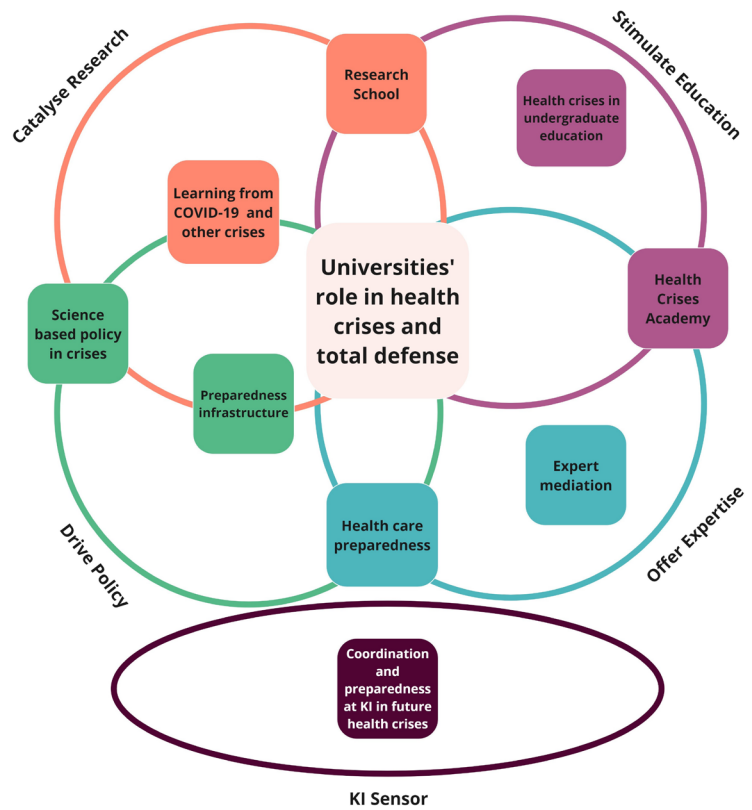 Catalyse Research
Stimulate Education
Research
School
Health crises in
undergraduate
education
Learning from
COVID-19 and
other crises
Universities'
role in health
crises and
total defense
Science
based policy
in crises
Health
Crises
Academy
Preparedness
infrastructure
Expert
mediation
Health care
preparedness
Drive Policy
Offer Expertise
Coordination
and
preparedness
at KI in future
health crises
KI Sensor